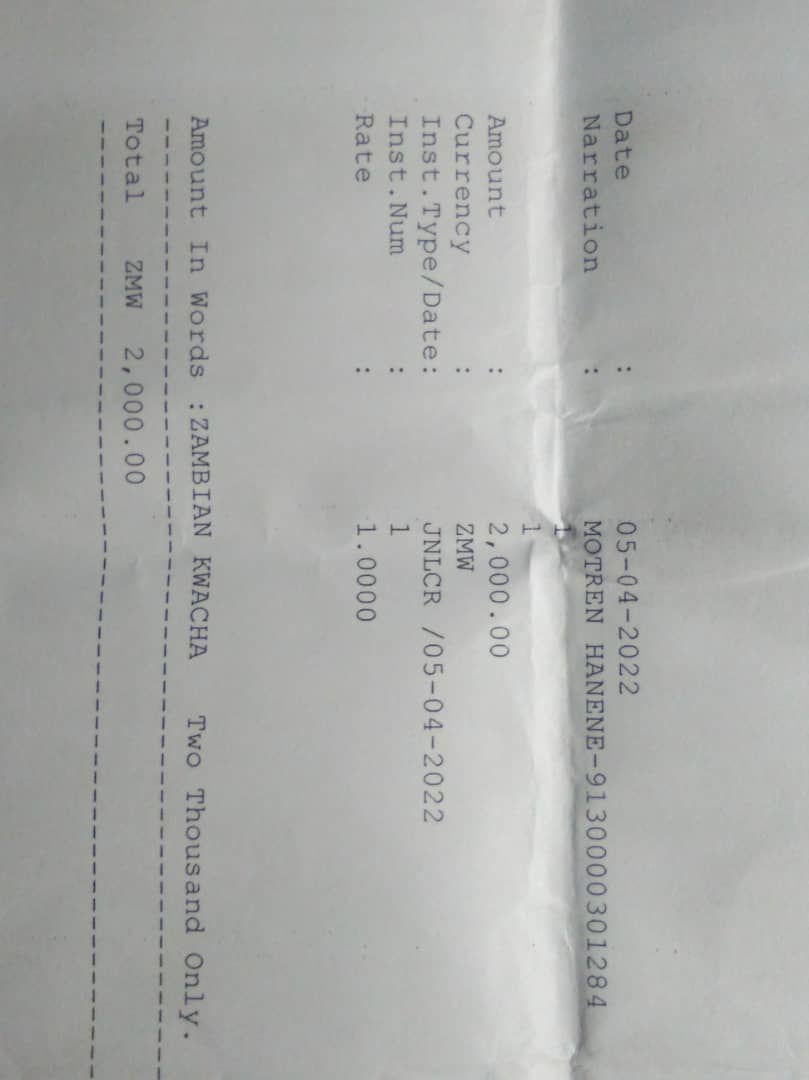 Date : 05-04-2022
Narration : MOTREN HANENE-9130000301284
1
1
Amount : 2,000.00
Currency : ZMW
Inst.Type/Date: JNLCR /05-04-2022
Inst.Num : 1
Rate : 1.0000
Amount In Words :ZAMBIAN KWACHA Two Thousand Only.
--------------------------------------------------
Total ZMW 2,000.00
--------------------------------------------------